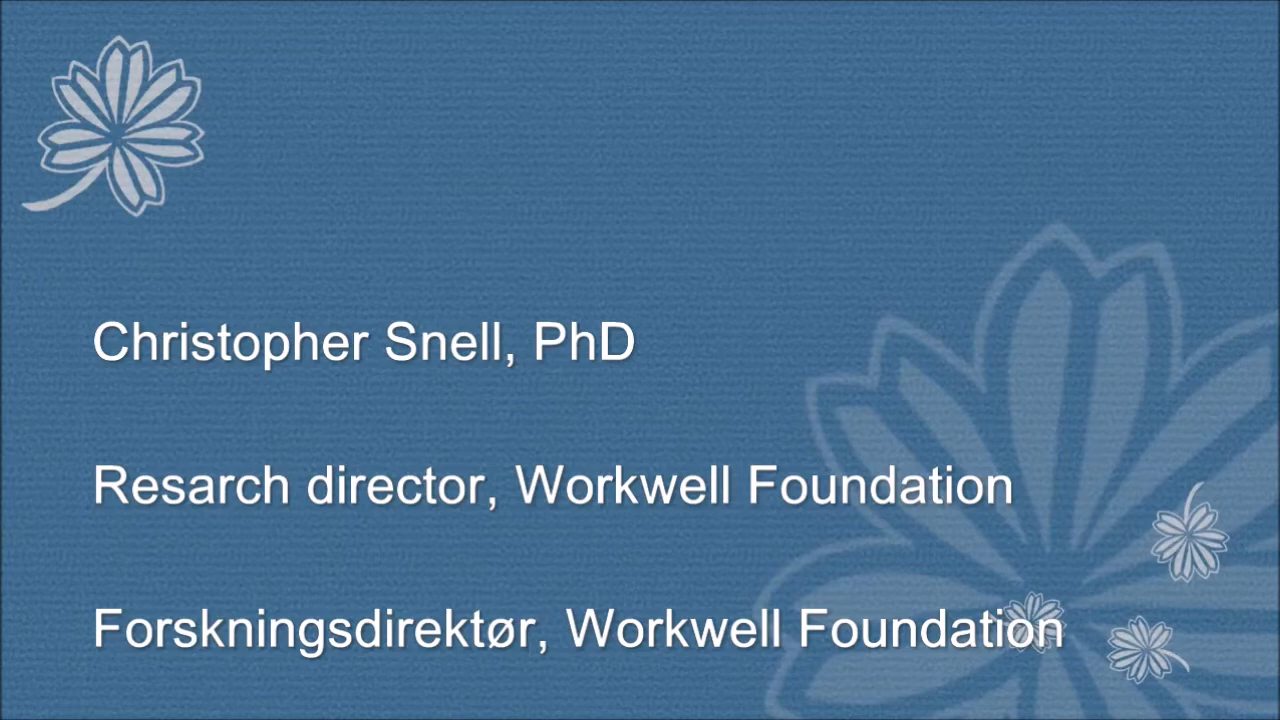 Christopher Snell, PhD
Resarch director, Workwell Foundation
Forskningsdirektør, Workwell Foundation